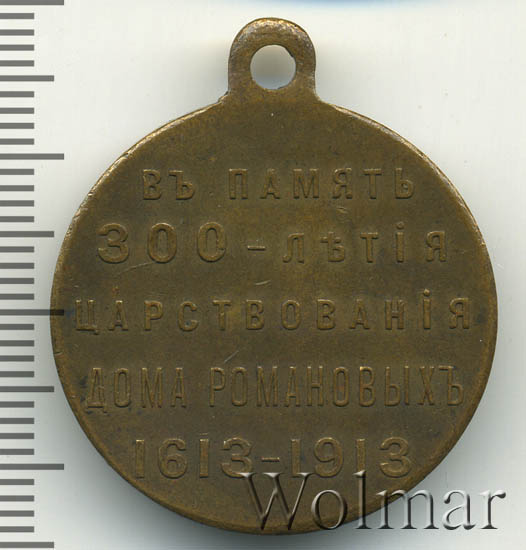 ВЪ ПАМЯТЬ
300-ЛѢТІЯ
ЦАРСТВОВАНІЯ
ДОМА РОМАНОВЫХЪ
1613-1913
Wolmar